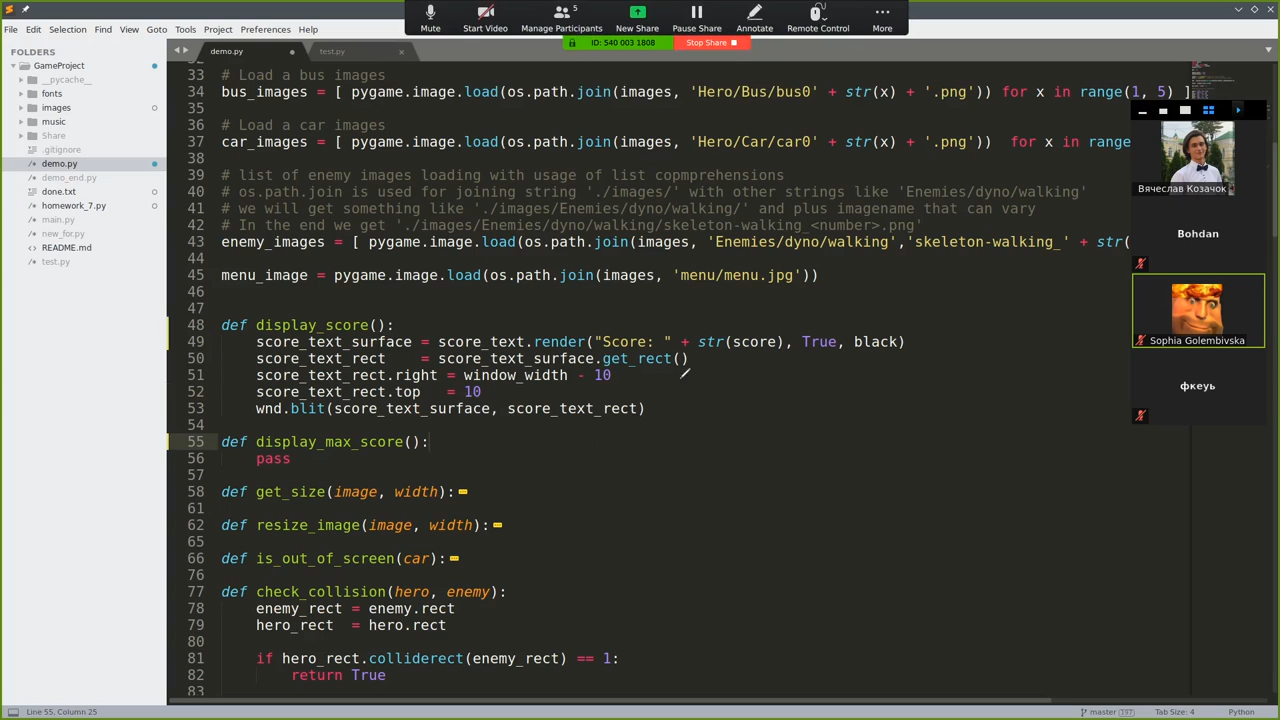 File Edit Selection Find View Goto Tools Project Preferences Help
Mute
Start Video
5
Manage Participants
New Share
Pause Share
Annotate
Remote Control
More
ID: 540 003 1808
Stop Share
FOLDERS
GameProject
__pycache__
fonts
images
music
Share
.gitignore
demo.py
demo_end.py
done.txt
homework_7.py
main.py
new_for.py
README.md
test.py
demo.py
test.py
33 # Load a bus images
34 bus_images = [ pygame.image.load(os.path.join(images, 'Hero/Bus/bus0' + str(x) + '.png')) for x in range(1, 5) ]
35
36 # Load a car images
37 car_images = [ pygame.image.load(os.path.join(images, 'Hero/Car/car0' + str(x) + '.png'))  for x in range
38
39 # list of enemy images loading with usage of list copmprehensions
40 # os.path.join is used for joining string './images/' with other strings like 'Enemies/dyno/walking'
41 # we will get something like './images/Enemies/dyno/walking/' and plus imagename that can vary
42 # In the end we get './images/Enemies/dyno/walking/skeleton-walking_<number>.png'
43 enemy_images = [ pygame.image.load(os.path.join(images, 'Enemies/dyno/walking','skeleton-walking_' + str(
44
45 menu_image = pygame.image.load(os.path.join(images, 'menu/menu.jpg'))
46
47
48 def display_score():
49     score_text_surface = score_text.render("Score: " + str(score), True, black)
50     score_text_rect    = score_text_surface.get_rect()
51     score_text_rect.right = window_width - 10
52     score_text_rect.top   = 10
53     wnd.blit(score_text_surface, score_text_rect)
54
55 def display_max_score():
56     pass
57
58 def get_size(image, width):
61
62 def resize_image(image, width):
65
66 def is_out_of_screen(car):
76
77 def check_collision(hero, enemy):
78     enemy_rect = enemy.rect
79     hero_rect  = hero.rect
80
81     if hero_rect.colliderect(enemy_rect) == 1:
82         return True
83
Вячеслав Козачок
Bohdan
Sophia Golembivska
фкеуь
Line 55, Column 25
master 197
Tab Size: 4
Python